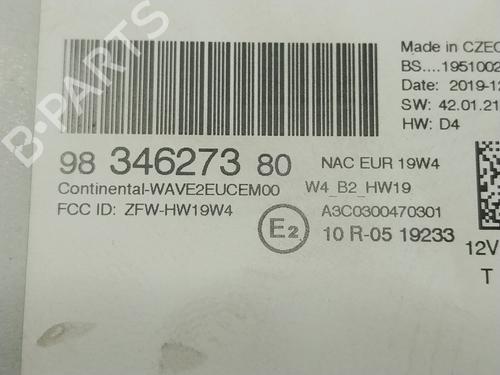 Made in CZEC
BS....1951002
Date: 2019-12
SW: 42.01.21
HW: D4
98 346273 80
NAC EUR 19W4
Continental-WAVE2EUCEM00
W4_B2_HW19
FCC ID: ZFW-HW19W4
A3C0300470301
E2
10 R-05 19233
12V
T
B-PARTS